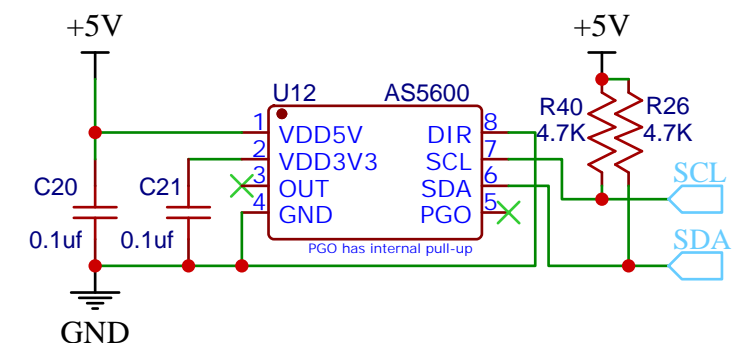 +5V
+5V
U12
AS5600
1
VDD5V
DIR
8
2
VDD3V3
SCL
7
3
OUT
SDA
6
4
GND
PGO
5
PGO has internal pull-up
C20
0.1uf
C21
0.1uf
R40
4.7K
R26
4.7K
SCL
SDA
GND